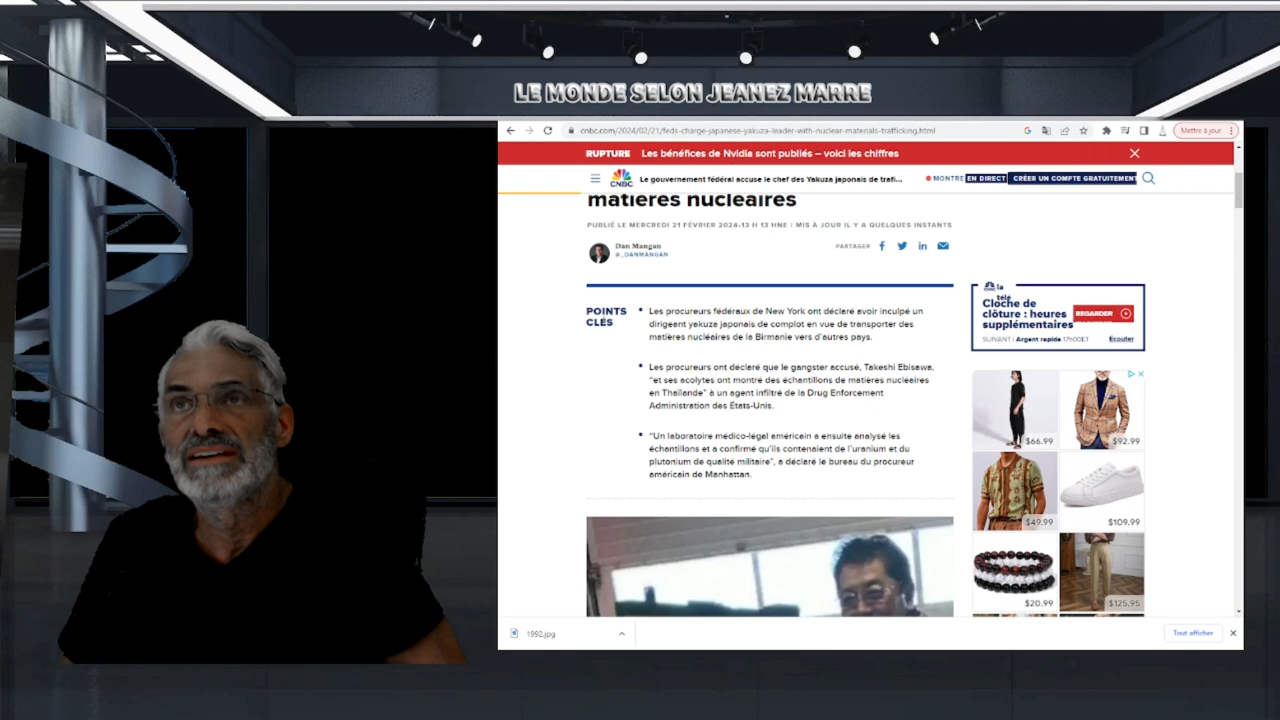 LE MONDE SELON JEANEZ MARRE
cnbc.com/2024/02/21/feds-charge-japanese-yakuza-leader-with-nuclear-materials-trafficking.html
Mettre à jour
RUPTURE Les bénéfices de Nvidia sont publiés – voici les chiffres
CNBC
Le gouvernement fédéral accuse le chef des Yakuza japonais de trafi...
MONTRE EN DIRECT
CRÉER UN COMPTE GRATUITEMENT
matières nucléaires
PUBLIÉ LE MERCREDI 21 FÉVRIER 2024•13 H 13 HNE | MIS À JOUR IL Y A QUELQUES INSTANTS
Dan Mangan
@_DANMANGAN
PARTAGER
POINTS
CLÉS
Les procureurs fédéraux de New York ont déclaré avoir inculpé un
dirigeant yakuza japonais de complot en vue de transporter des
matières nucléaires de la Birmanie vers d'autres pays.
Les procureurs ont déclaré que le gangster accusé, Takeshi Ebisawa,
"et ses acolytes ont montré des échantillons de matières nucléaires
en Thaïlande" à un agent infiltré de la Drug Enforcement
Administration des Etats-Unis.
"Un laboratoire médico-légal américain a ensuite analysé les
échantillons et a confirmé qu'ils contenaient de l'uranium et du
plutonium de qualité militaire", a déclaré le bureau du procureur
américain de Manhattan.
CNBC la
télé
Cloche de
clôture : heures
supplémentaires
REGARDER
SUIVANT | Argent rapide 17h00ET
Écouter
$66.99
$92.99
$49.99
$109.99
$20.99
$125.95
1992.jpg
Tout afficher